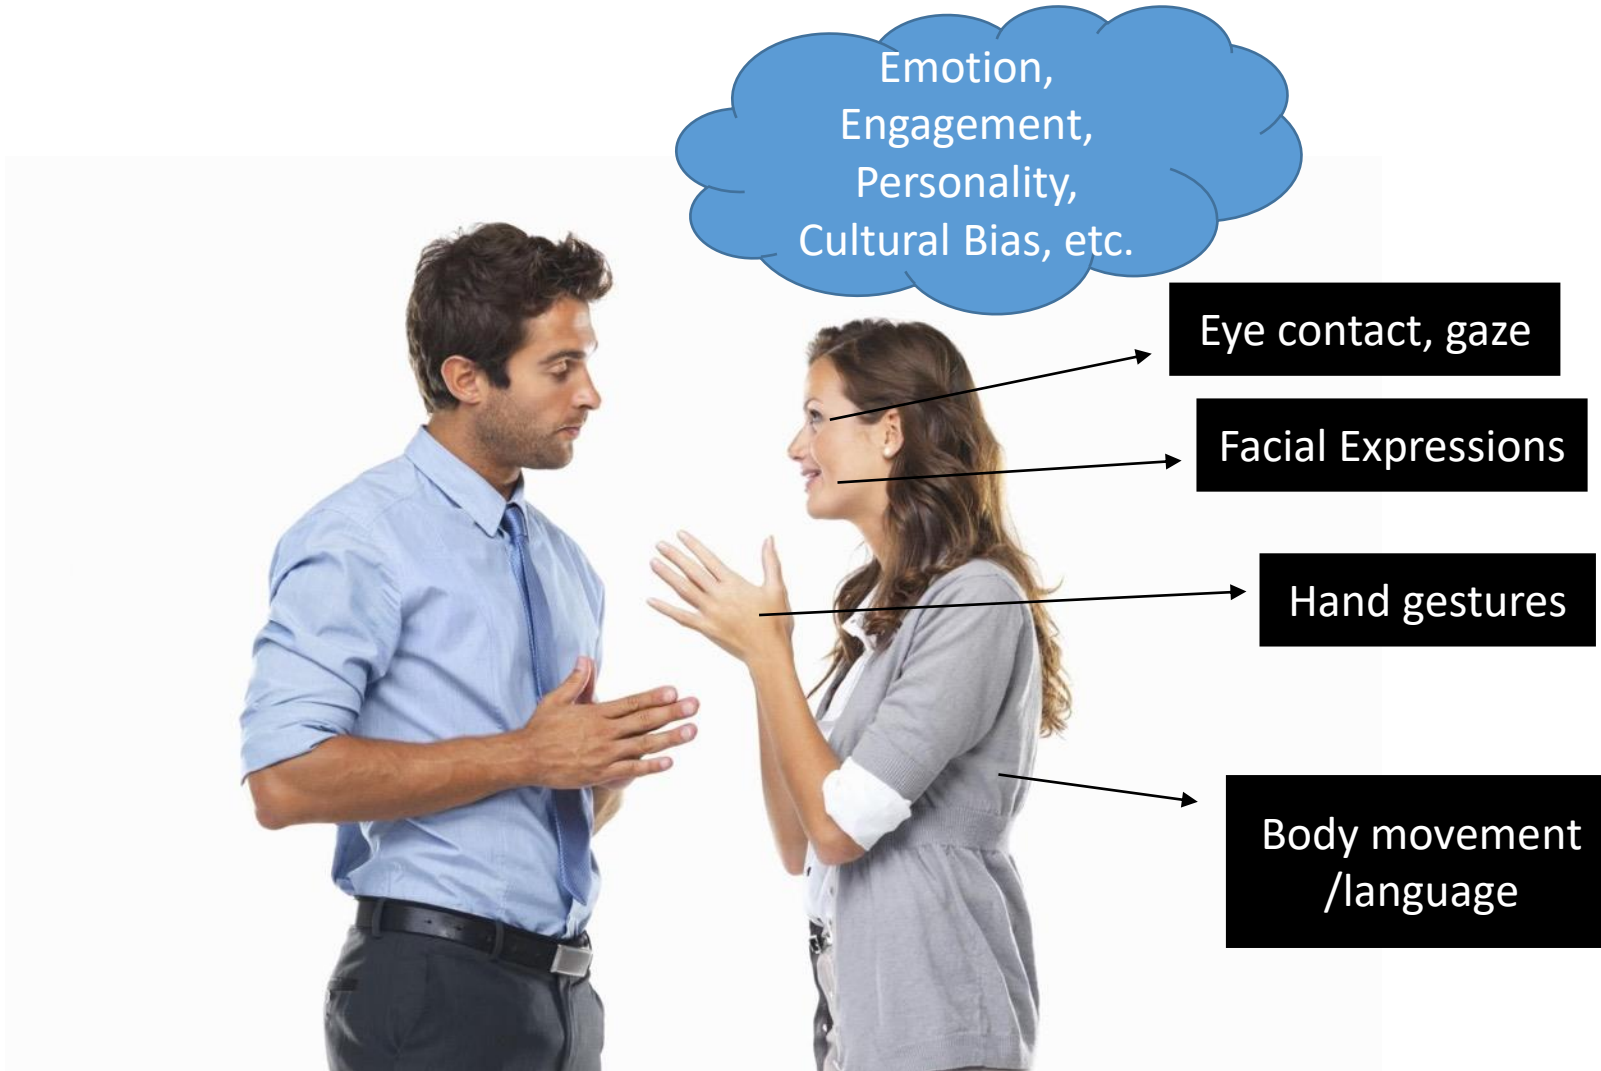 Emotion,
Engagement,
Personality,
Cultural Bias, etc.
Eye contact, gaze
Facial Expressions
Hand gestures
Body movement
/language